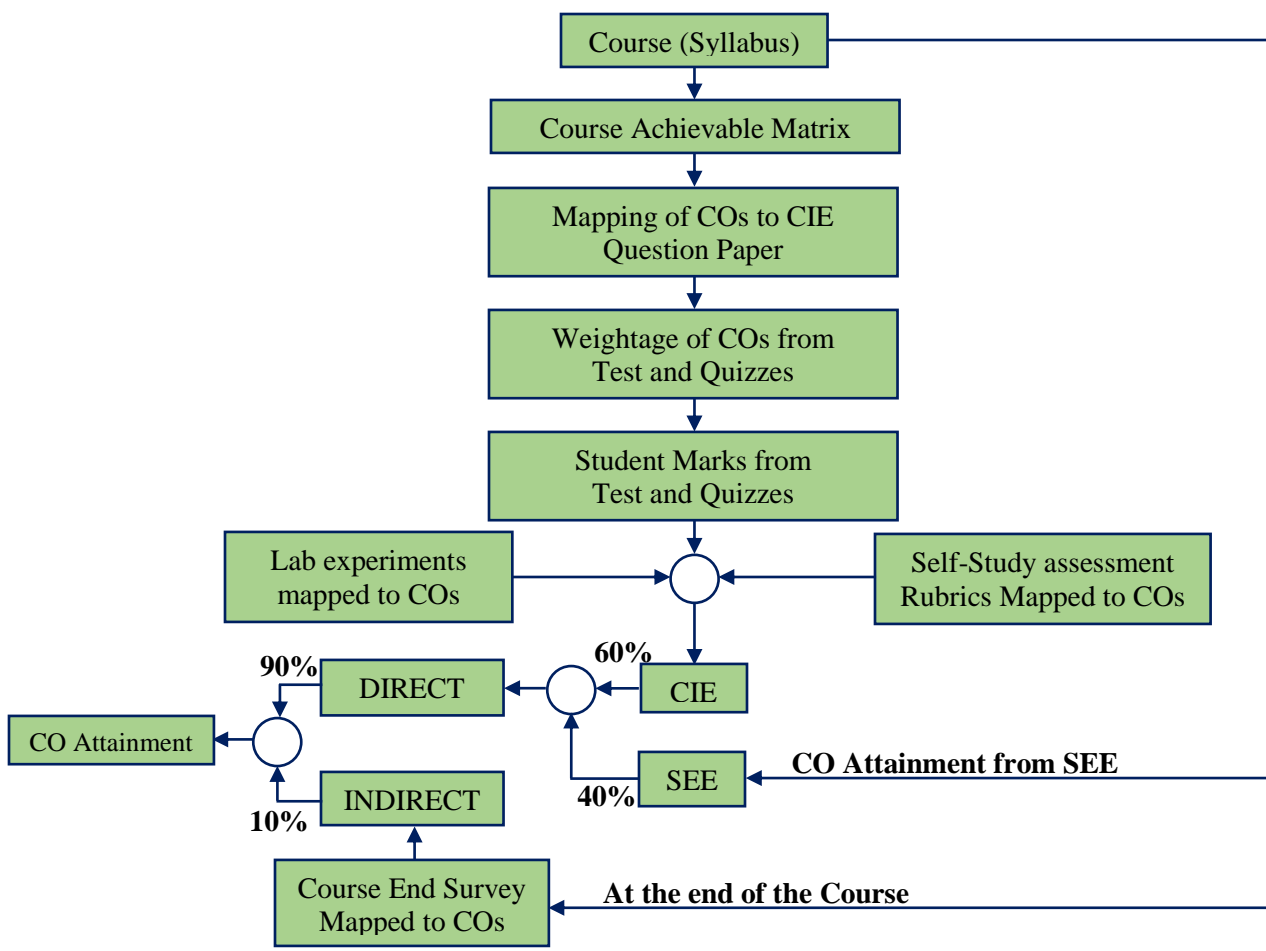 Course (Syllabus)
Course Achievable Matrix
Mapping of COs to CIE
Question Paper
Weightage of COs from
Test and Quizzes
Student Marks from
Test and Quizzes
Lab experiments
mapped to COs
Self-Study assessment
Rubrics Mapped to COs
60%
90%
DIRECT
CIE
CO Attainment
CO Attainment from SEE
SEE
40%
INDIRECT
10%
Course End Survey
Mapped to COs
At the end of the Course